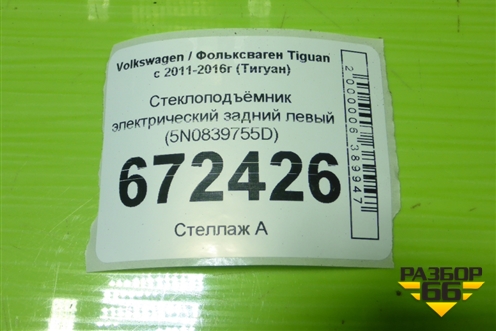 Volkswagen / Фольксваген Tiguan
с 2011-2016г (Тигуан)
Стеклоподъёмник
электрический задний левый
(5N0839755D)
672426
Стеллаж А
2000006389947
РАЗБОР
66